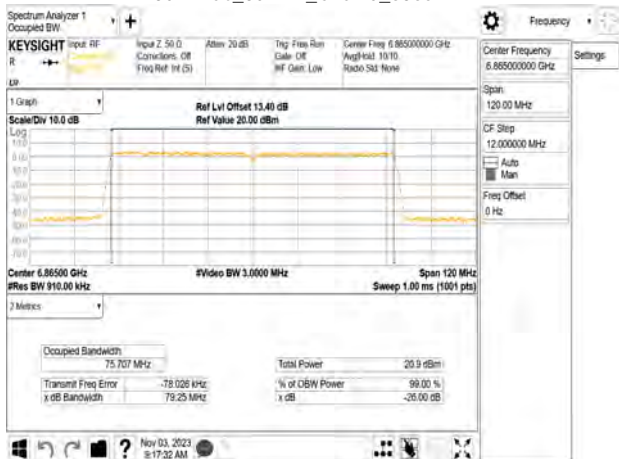 Spectrum Analyzer 1
Occupied BW
+
Frequency
KEYSIGHT
Input: RF
Input Z: 50 Ω
Atten: 20 dB
Trig: Free Run
Center Freq: 6.865000000 GHz
R
Corrections: Off
Gate: Off
Avg|Hold: 10/10
Freq Ref: Int (S)
#IF Gain: Low
Radio Std: None
Center Frequency
6.865000000 GHz
Settings
Span
120.00 MHz
CF Step
12.000000 MHz
Auto
Man
Freq Offset
0 Hz
1 Graph
Scale/Div 10.0 dB
Ref Lvl Offset 13.40 dB
Ref Value 20.00 dBm
Log
10.0
0.00
Center 6.86500 GHz
#Res BW 910.00 kHz
#Video BW 3.0000 MHz
Span 120 MHz
Sweep 1.00 ms (1001 pts)
2 Metrics
Occupied Bandwidth
75.707 MHz
Total Power
20.9 dBm
Transmit Freq Error
-78.026 kHz
% of OBW Power
99.00 %
x dB Bandwidth
79.25 MHz
x dB
-26.00 dB
?
Nov 03, 2023
9:17:32 AM